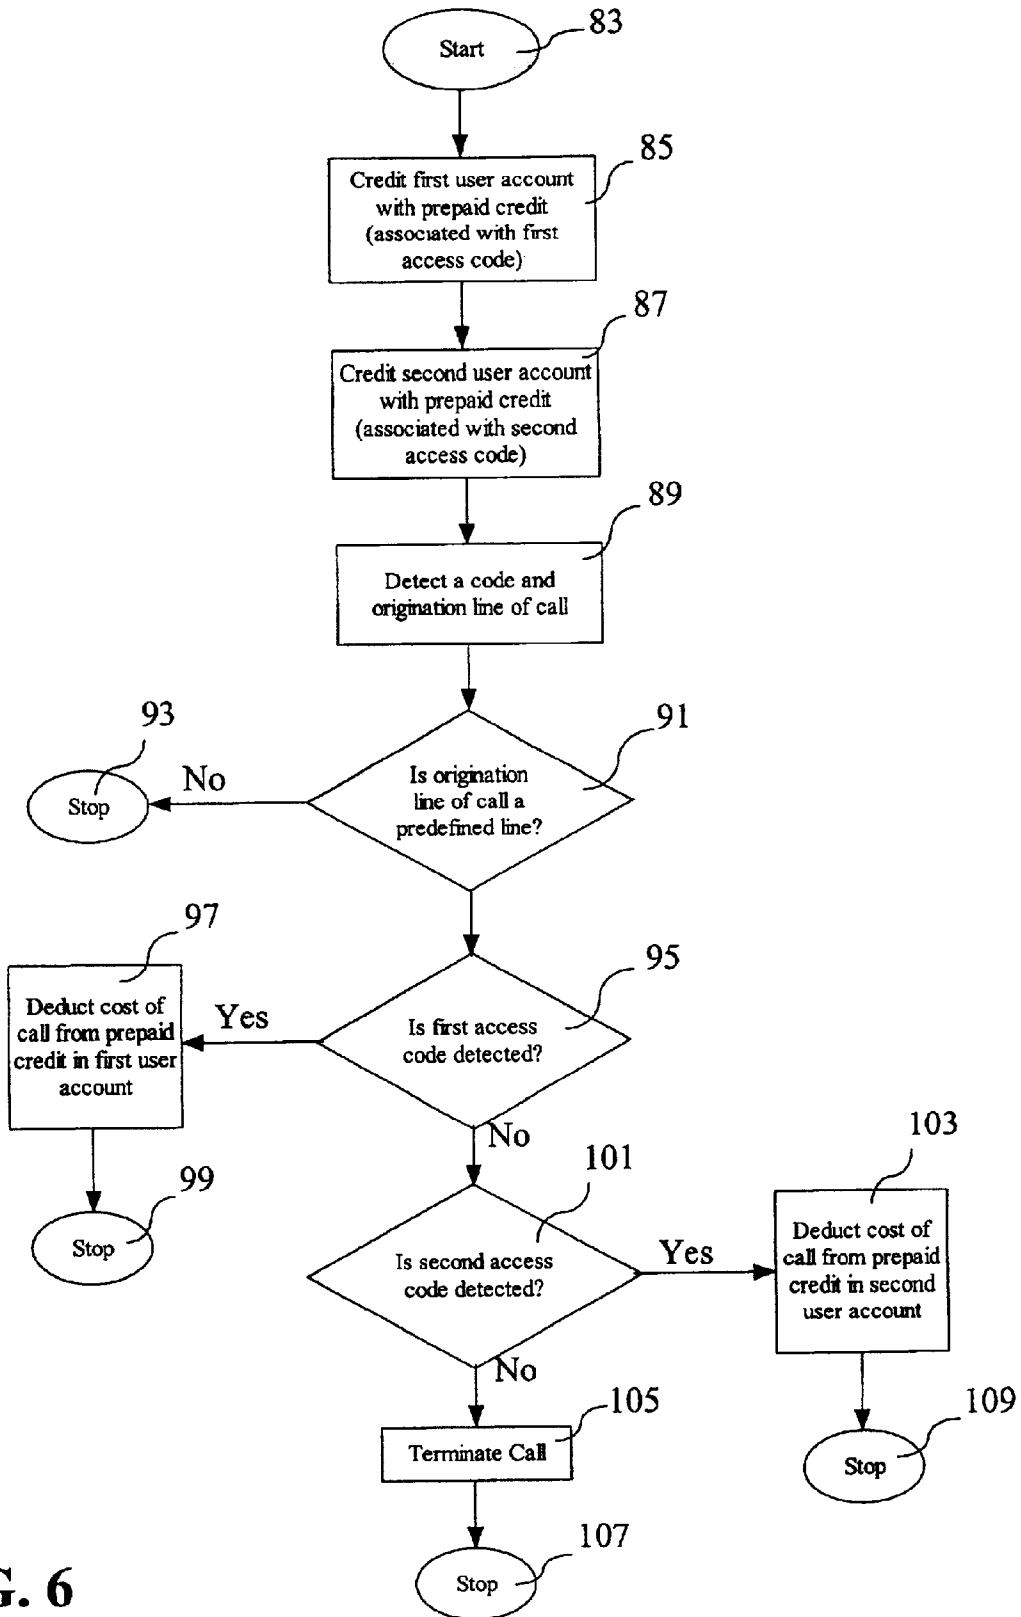 83
Start
85
Credit first user account
with prepaid credit
(associated with first
access code)
87
Credit second user account
with prepaid credit
(associated with second
access code)
89
Detect a code and
origination line of call
91
Is origination
line of call a
predefined line?
No
93
Stop
95
Is first access
code detected?
Yes
97
Deduct cost of
call from prepaid
credit in first user
account
99
Stop
No
101
Is second access
code detected?
Yes
103
Deduct cost of
call from prepaid
credit in second
user account
109
Stop
No
105
Terminate Call
107
Stop
G. 6